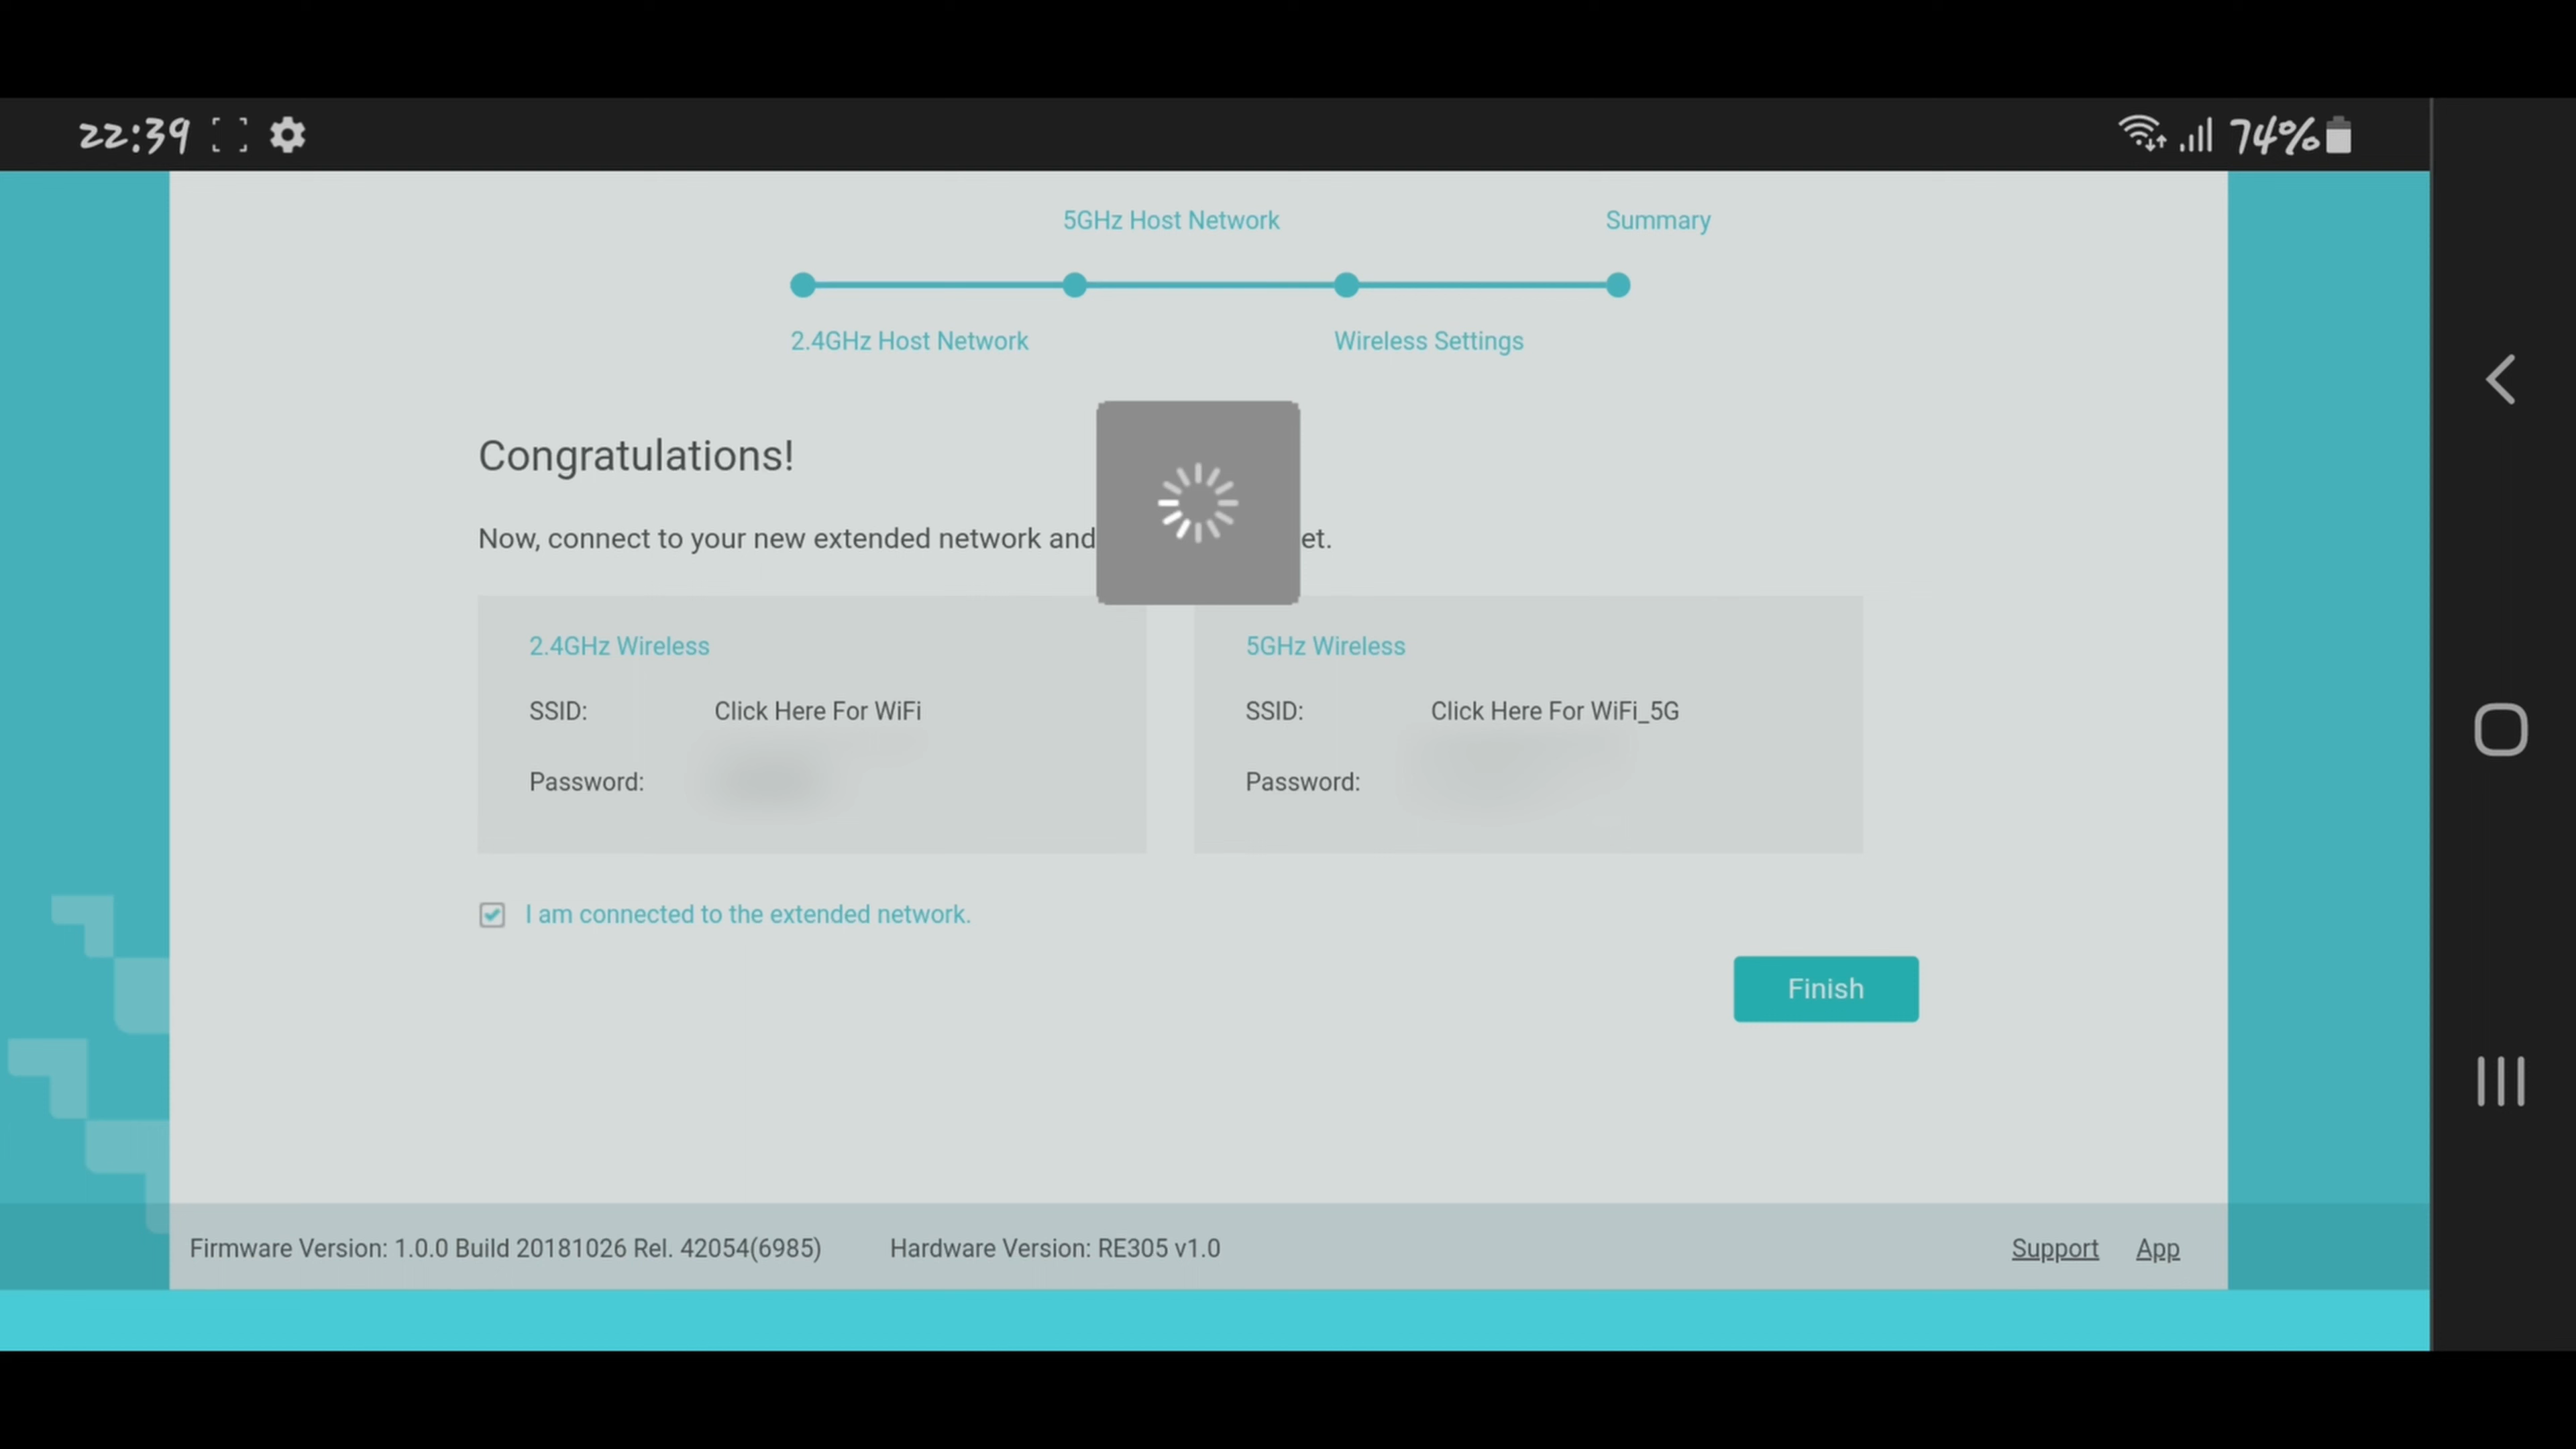 22:39
74%
5GHz Host Network
Summary
2.4GHz Host Network
Wireless Settings
Congratulations!
Now, connect to your new extended network and et.
2.4GHz Wireless
SSID: Click Here For WiFi
Password:
5GHz Wireless
SSID: Click Here For WiFi_5G
Password:
I am connected to the extended network.
Finish
Firmware Version: 1.0.0 Build 20181026 Rel. 42054(6985)
Hardware Version: RE305 v1.0
Support
App